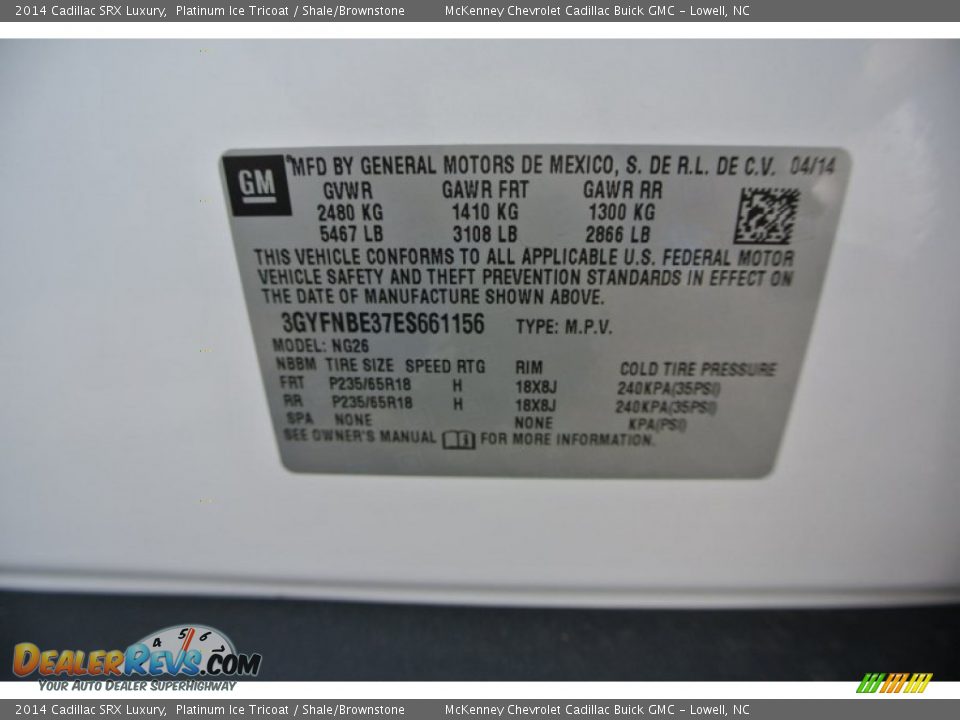 2014 Cadillac SRX Luxury,  Platinum Ice Tricoat / Shale/Brownstone McKenney Chevrolet Cadillac Buick GMC - Lowell, NC
GM MFD BY GENERAL MOTORS DE MEXICO, S. DE R.L. DE C.V. 04/14
GVWR GAWR FRT GAWR RR
2480 KG 1410 KG 1300 KG
5467 LB 3108 LB 2866 LB
THIS VEHICLE CONFORMS TO ALL APPLICABLE U.S. FEDERAL MOTOR
VEHICLE SAFETY AND THEFT PREVENTION STANDARDS IN EFFECT ON
THE DATE OF MANUFACTURE SHOWN ABOVE.
3GYFNBE37ES661156 TYPE: M.P.V.
MODEL: NG26
NBBM TIRE SIZE SPEED RTG RIM COLD TIRE PRESSURE
FRT P235/65R18 H 18X8J 240KPA(35PSI)
RR P235/65R18 H 18X8J 240KPA(35PSI)
SPA NONE NONE KPA(PSI)
SEE OWNER'S MANUAL FOR MORE INFORMATION.
4 5 6
DEALERREVS.COM
YOUR AUTO DEALER SUPERHIGHWAY
2014 Cadillac SRX Luxury,  Platinum Ice Tricoat / Shale/Brownstone McKenney Chevrolet Cadillac Buick GMC - Lowell, NC